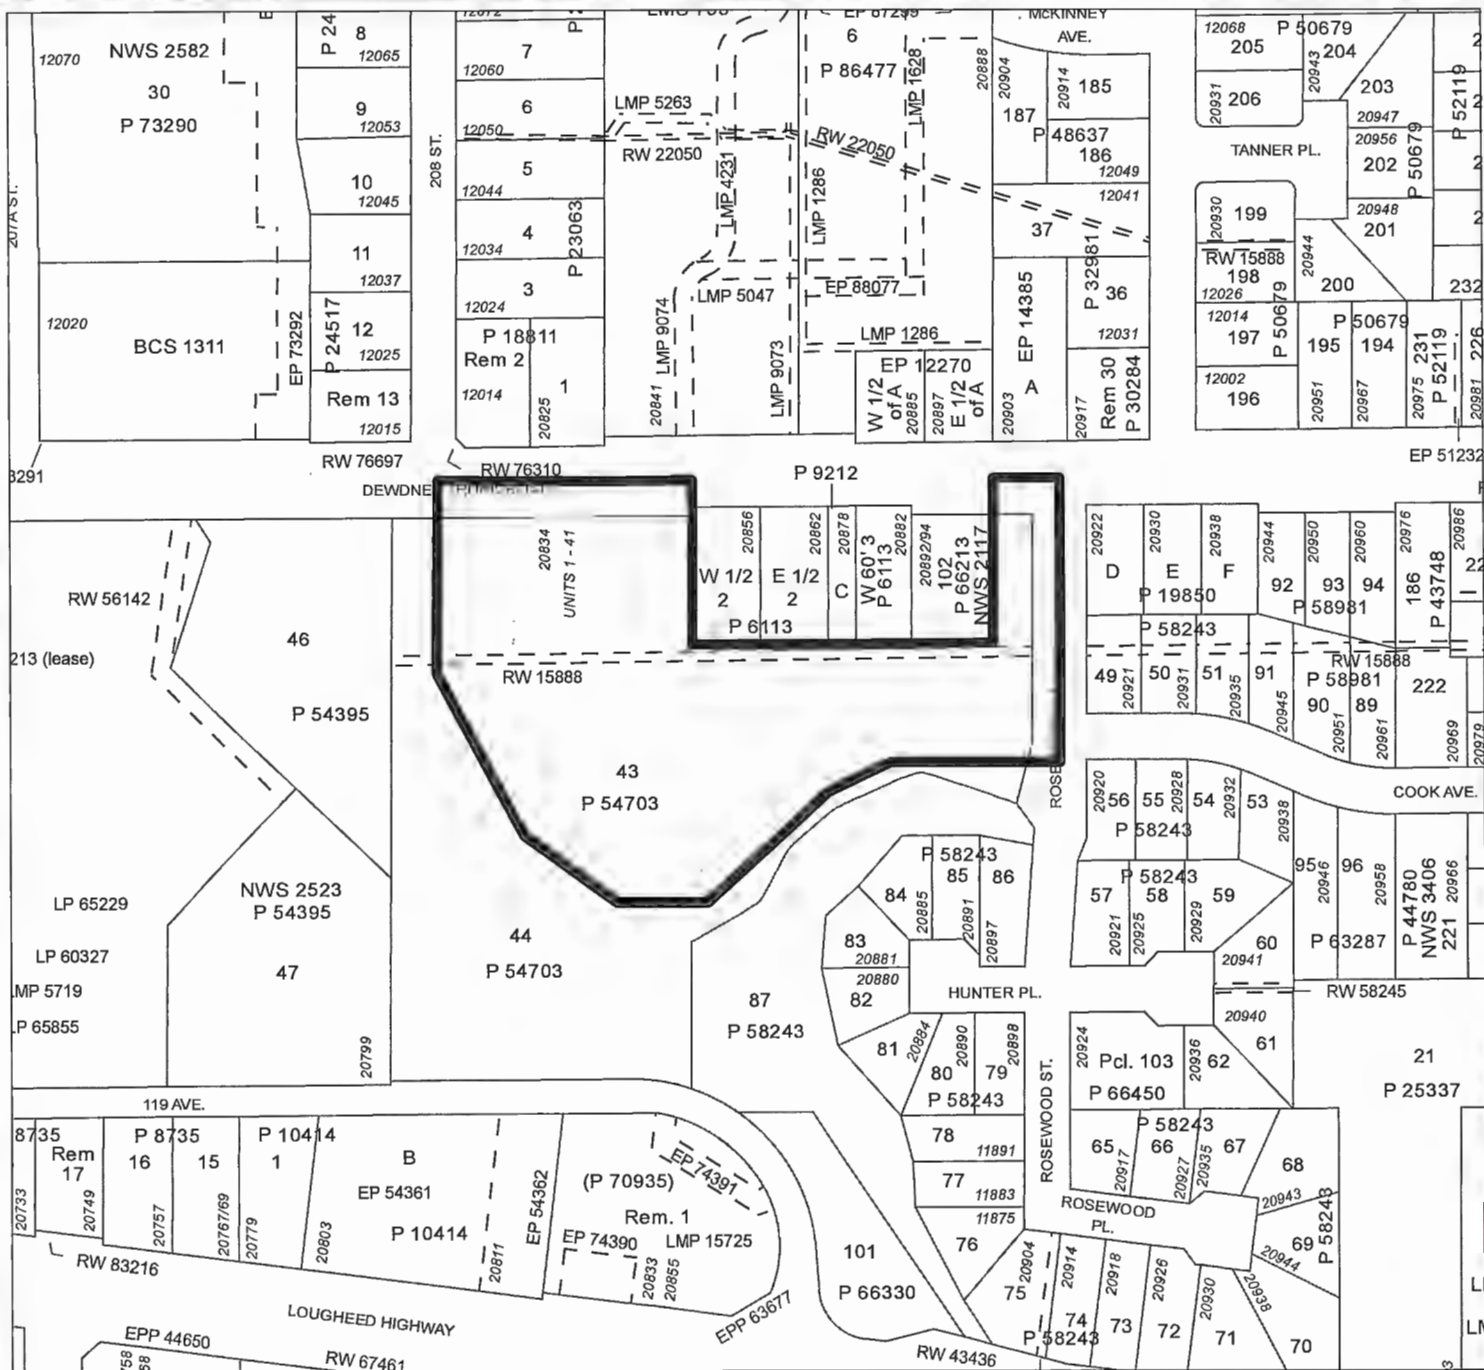 12070
NWS 2582
30
P 73290
P 24
8
12065
9
12053
10
12045
11
12037
12
12025
P 24517
Rem 13
12015
EP 73292
207A ST.
12020
BCS 1311
208 ST.
7
12060
6
12050
5
12044
4
12034
3
12024
P 23063
P 18811
Rem 2
12014
1
20825
LMP 5263
RW 22050
LMP 4231
LMP 5047
LMP 9074
20841
LMP 9073
6
P 86477
LMP 1628
RW 22050
LMP 1286
EP 88077
LMP 1286
EP 12270
W 1/2
of A
20885
20897
E 1/2
of A
20888
McKINNEY
AVE.
20904
187
20914
185
P 48637
186
12049
12041
37
EP 14385
A
20903
P 32981
36
12031
20917
Rem 30
P 30284
12068
205
P 50679
204
20943
203
20947
20931
206
TANNER PL.
20956
202
P 50679
20948
201
P 52119
20930
199
RW 15888
198
12026
20944
200
232
12014
197
P 50679
P 50679
195
194
231
P 52119
226
12002
196
20951
20967
20975
20981
EP 51232
3291
RW 76697
RW 76310
DEWDNE
P 9212
RW 56142
46
213 (lease)
P 54395
20834
UNITS 1 - 41
RW 15888
43
P 54703
20856
20862
20878
20882
W 1/2
2
E 1/2
2
C
W 60' 3
P 6113
P 6113
20892/94
102
P 66213
NWS 2117
ROSE
20922
20930
20938
20944
20950
20960
20976
20986
D
E
F
P 19850
92
93
94
P 58981
186
P 43748
22
P 58243
RW 15888
49
20921
50
20931
51
20935
91
20945
P 58981
90
20951
89
20961
222
20969
20979
COOK AVE.
20920
56
55
20928
54
20932
53
20938
P 58243
P 58243
57
58
59
20921
20925
20929
60
20941
95
20946
96
20958
P 63287
P 44780
NWS 3406
221
20966
LP 65229
LP 60327
MP 5719
P 65855
NWS 2523
P 54395
47
20799
44
P 54703
87
P 58243
P 58243
84
85
86
20885
20891
20897
83
20881
20880
82
HUNTER PL.
RW 58245
81
20884
80
20890
79
20898
P 58243
20924
Pcl. 103
P 66450
20936
62
20940
61
21
P 25337
119 AVE.
8735
Rem
17
20733
20749
P 8735
16
20757
15
20767/69
P 10414
1
20779
20803
B
EP 54361
P 10414
20811
EP 54362
(P 70935)
EP 74391
Rem. 1
EP 74390
LMP 15725
20833
20855
RW 83216
LOUGHEED HIGHWAY
EPP 44650
RW 67461
EPP 63677
101
P 66330
RW 43436
ROSEWOOD ST.
78
11891
77
11883
11875
76
P 58243
65
66
67
20917
20927
20935
68
20943
ROSEWOOD
PL.
69
P 58243
20944
75
20904
20914
74
20918
73
20926
72
20930
71
20938
70
P 58243